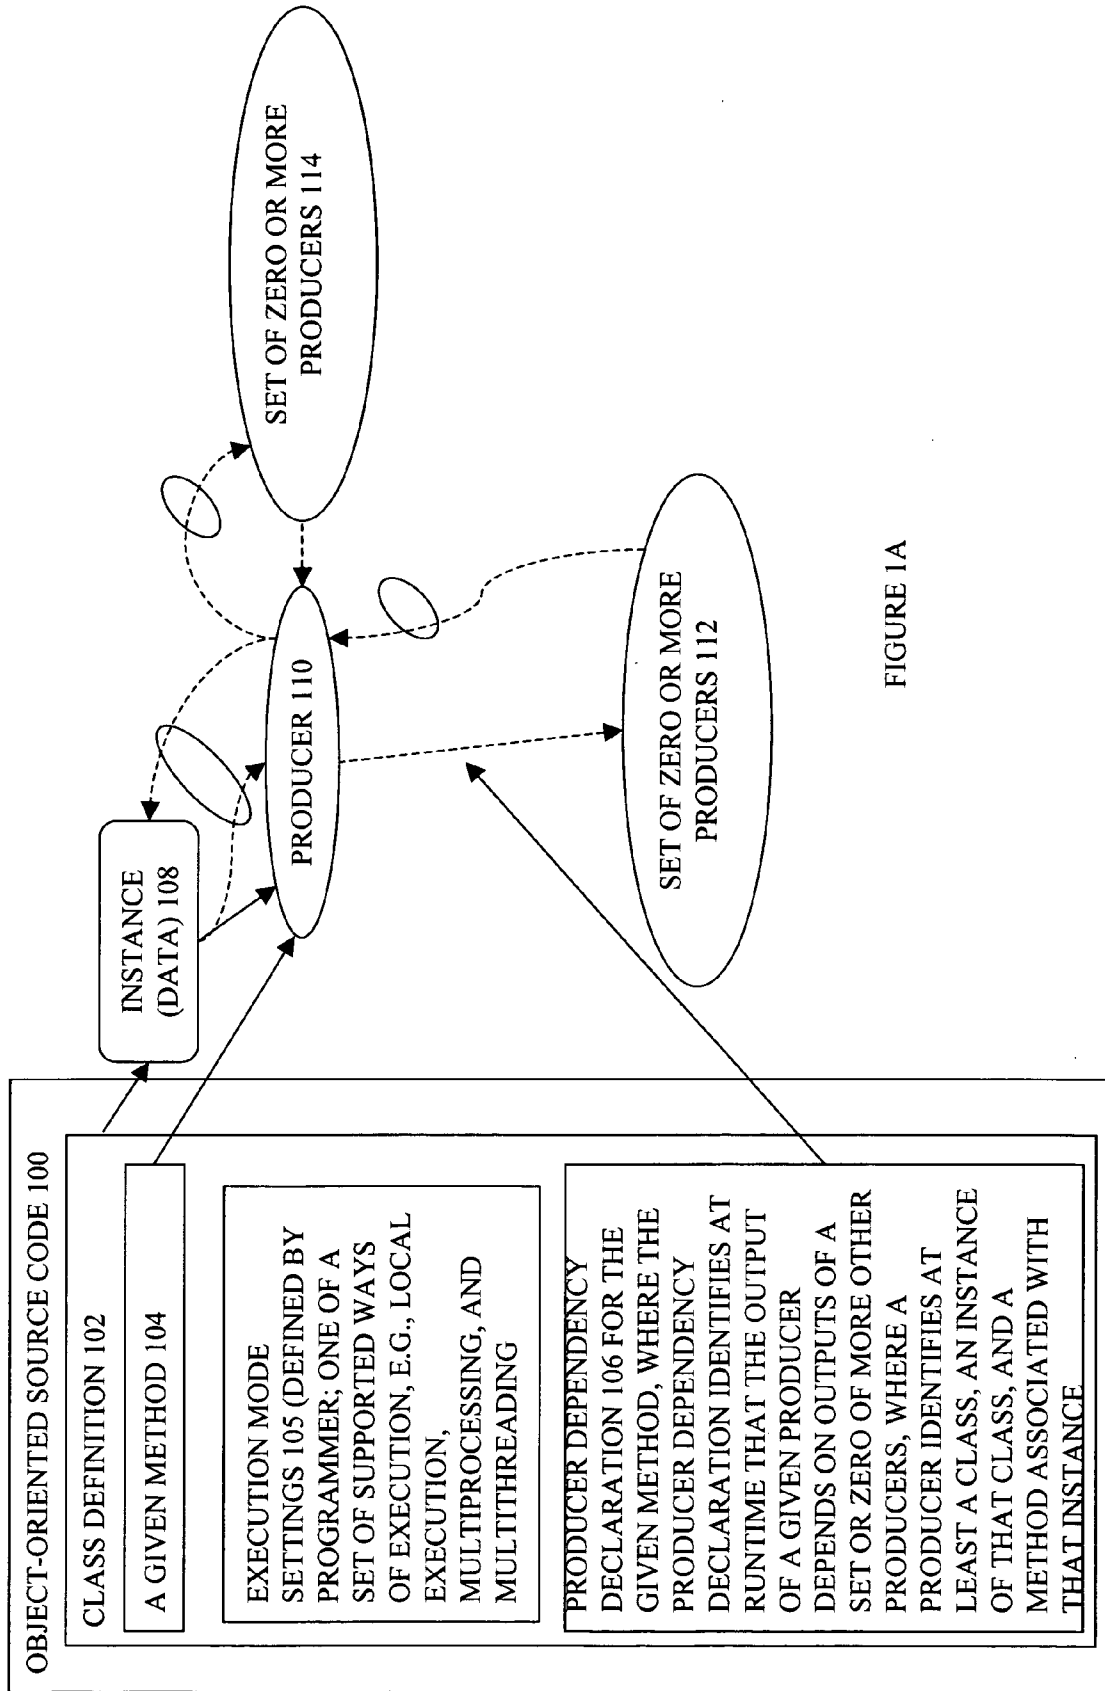 OBJECT-ORIENTED SOURCE CODE 100
CLASS DEFINITION 102
A GIVEN METHOD 104
EXECUTION MODE
SETTINGS 105 (DEFINED BY
PROGRAMMER; ONE OF A
SET OF SUPPORTED WAYS
OF EXECUTION, E.G., LOCAL
EXECUTION,
MULTIPROCESSING, AND
MULTITHREADING
PRODUCER DEPENDENCY
DECLARATION 106 FOR THE
GIVEN METHOD, WHERE THE
PRODUCER DEPENDENCY
DECLARATION IDENTIFIES AT
RUNTIME THAT THE OUTPUT
OF A GIVEN PRODUCER
DEPENDS ON OUTPUTS OF A
SET OR ZERO OF MORE OTHER
PRODUCERS, WHERE A
PRODUCER IDENTIFIES AT
LEAST A CLASS, AN INSTANCE
OF THAT CLASS, AND A
METHOD ASSOCIATED WITH
THAT INSTANCE
INSTANCE
(DATA) 108
PRODUCER 110
SET OF ZERO OR MORE
PRODUCERS 114
SET OF ZERO OR MORE
PRODUCERS 112
FIGURE 1A